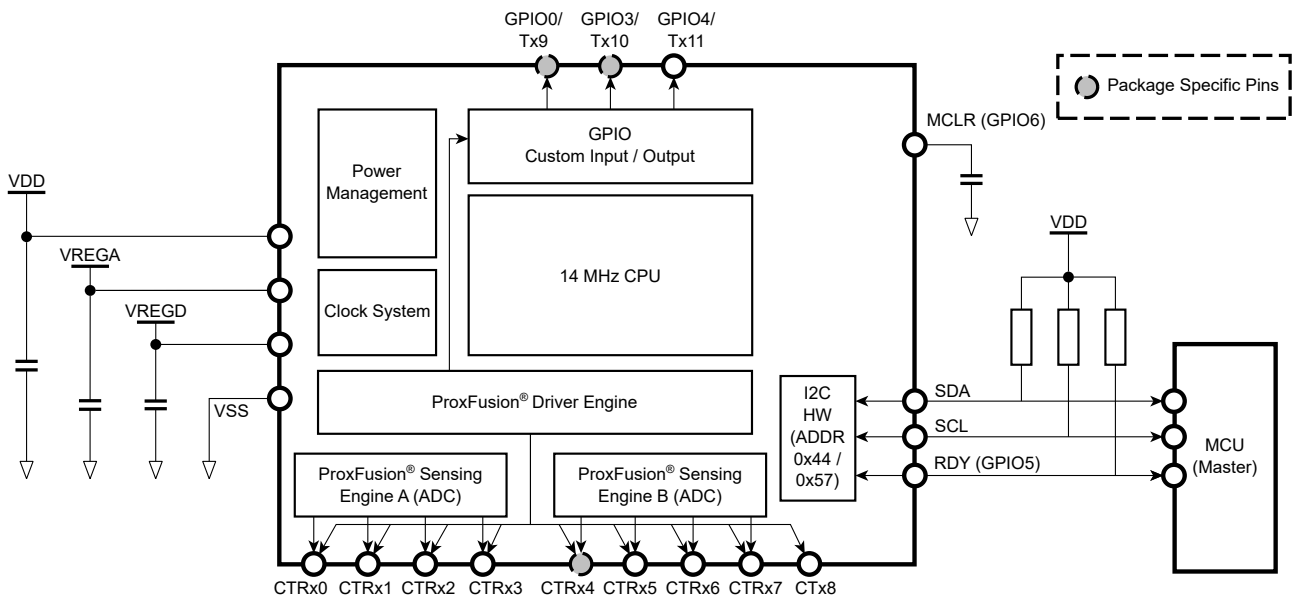 GPIO0/ GPIO3/ GPIO4/
Tx9 Tx10 Tx11
Package Specific Pins
MCLR (GPIO6)
GPIO
Custom Input / Output
Power
Management
VDD
VREGA
VREGD
VSS
Clock System
14 MHz CPU
VDD
ProxFusion® Driver Engine
I2C
HW
(ADDR
0x44 /
0x57)
SDA
SCL
RDY (GPIO5)
MCU
(Master)
ProxFusion® Sensing
Engine A (ADC)
ProxFusion® Sensing
Engine B (ADC)
CTRx0 CTRx1 CTRx2 CTRx3 CTRx4 CTRx5 CTRx6 CTRx7 CTx8